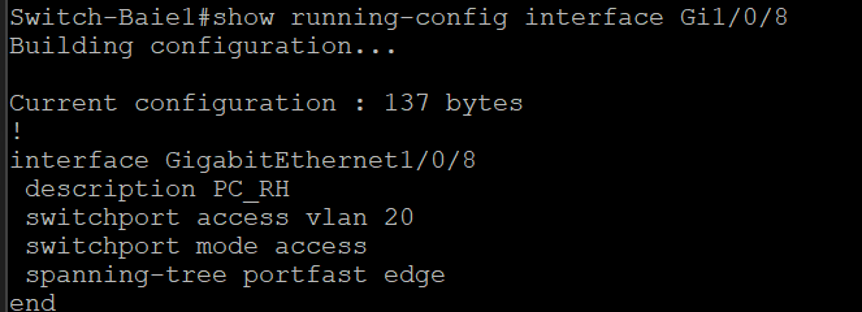 Switch-Baie1#show running-config interface Gi1/0/8
Building configuration...
Current configuration : 137 bytes
!
interface GigabitEthernet1/0/8
 description PC_RH
 switchport access vlan 20
 switchport mode access
 spanning-tree portfast edge
end